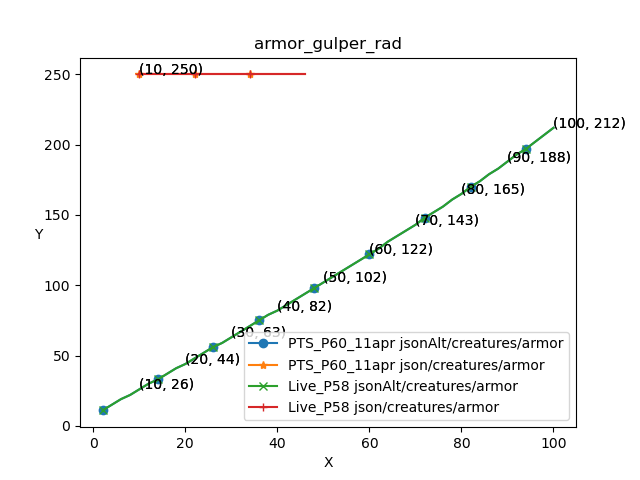 armor_gulper_rad
(10, 250)
(100, 212)
(90, 188)
(80, 165)
(70, 143)
(60, 122)
(50, 102)
(40, 82)
(30, 63)
(20, 44)
(10, 26)
250
200
150
100
50
0
Y
0 20 40 60 80 100
X
PTS_P60_11apr jsonAlt/creatures/armor
PTS_P60_11apr json/creatures/armor
Live_P58 jsonAlt/creatures/armor
Live_P58 json/creatures/armor